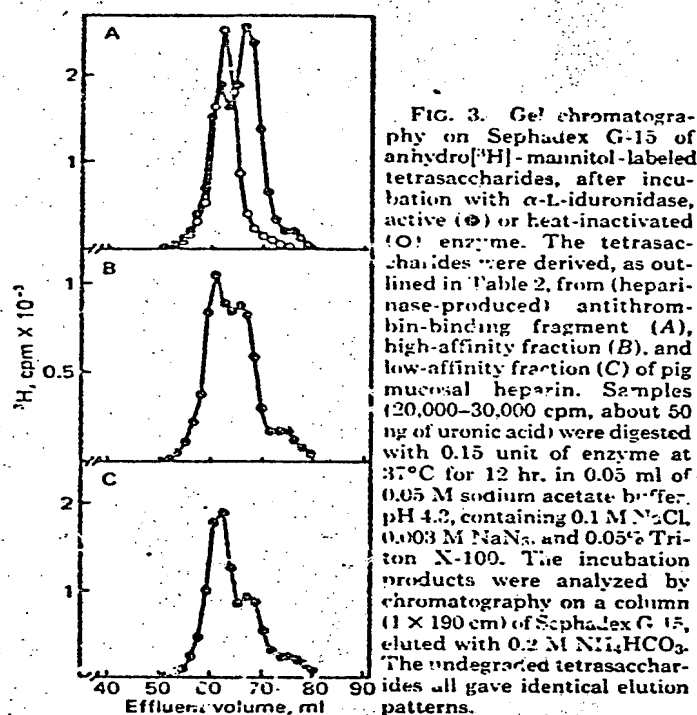 A
2
1
B
1
0.5
C
2
1
³H, cpm X 10⁻³
40 50 60 70 80 90
Effluent volume, ml
FIG. 3. Gel chromatogra-
phy on Sephadex G-15 of
anhydro[³H]-mannitol-labeled
tetrasaccharides, after incu-
bation with α-L-iduronidase,
active (●) or heat-inactivated
(O) enzyme. The tetrasac-
charides were derived, as out-
lined in Table 2, from (hepari-
nase-produced) antithrom-
bin-binding fragment (A),
high-affinity fraction (B), and
low-affinity fraction (C) of pig
mucosal heparin. Samples
(20,000–30,000 cpm, about 50
ng of uronic acid) were digested
with 0.15 unit of enzyme at
37°C for 12 hr. in 0.05 ml of
0.05 M sodium acetate buffer,
pH containing 0.1 M NaCl,
0.003 M NaN₃, and 0.05% Tri-
ton X-100. The incubation
products were analyzed by
chromatography on a column
(1 × 190 cm) of Sephadex G-15,
eluted with 0.2 M NH₄HCO₃.
The undegraded tetrasacchar-
ides all gave identical elution
patterns.